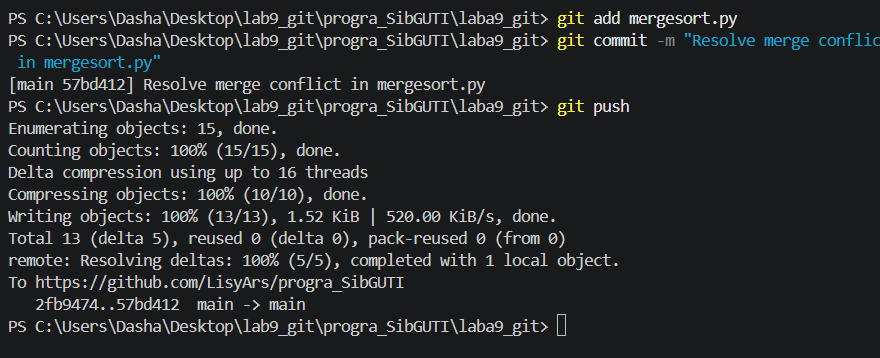 PS C:\Users\Dasha\Desktop\lab9_git\progra_SibGUTI\laba9_git> git add mergesort.py
PS C:\Users\Dasha\Desktop\lab9_git\progra_SibGUTI\laba9_git> git commit -m "Resolve merge conflic
in mergesort.py"
[main 57bd412] Resolve merge conflict in mergesort.py
PS C:\Users\Dasha\Desktop\lab9_git\progra_SibGUTI\laba9_git> git push
Enumerating objects: 15, done.
Counting objects: 100% (15/15), done.
Delta compression using up to 16 threads
Compressing objects: 100% (10/10), done.
Writing objects: 100% (13/13), 1.52 KiB | 520.00 KiB/s, done.
Total 13 (delta 5), reused 0 (delta 0), pack-reused 0 (from 0)
remote: Resolving deltas: 100% (5/5), completed with 1 local object.
To https://github.com/LisyArs/progra_SibGUTI
2fb9474..57bd412  main -> main
PS C:\Users\Dasha\Desktop\lab9_git\progra_SibGUTI\laba9_git>